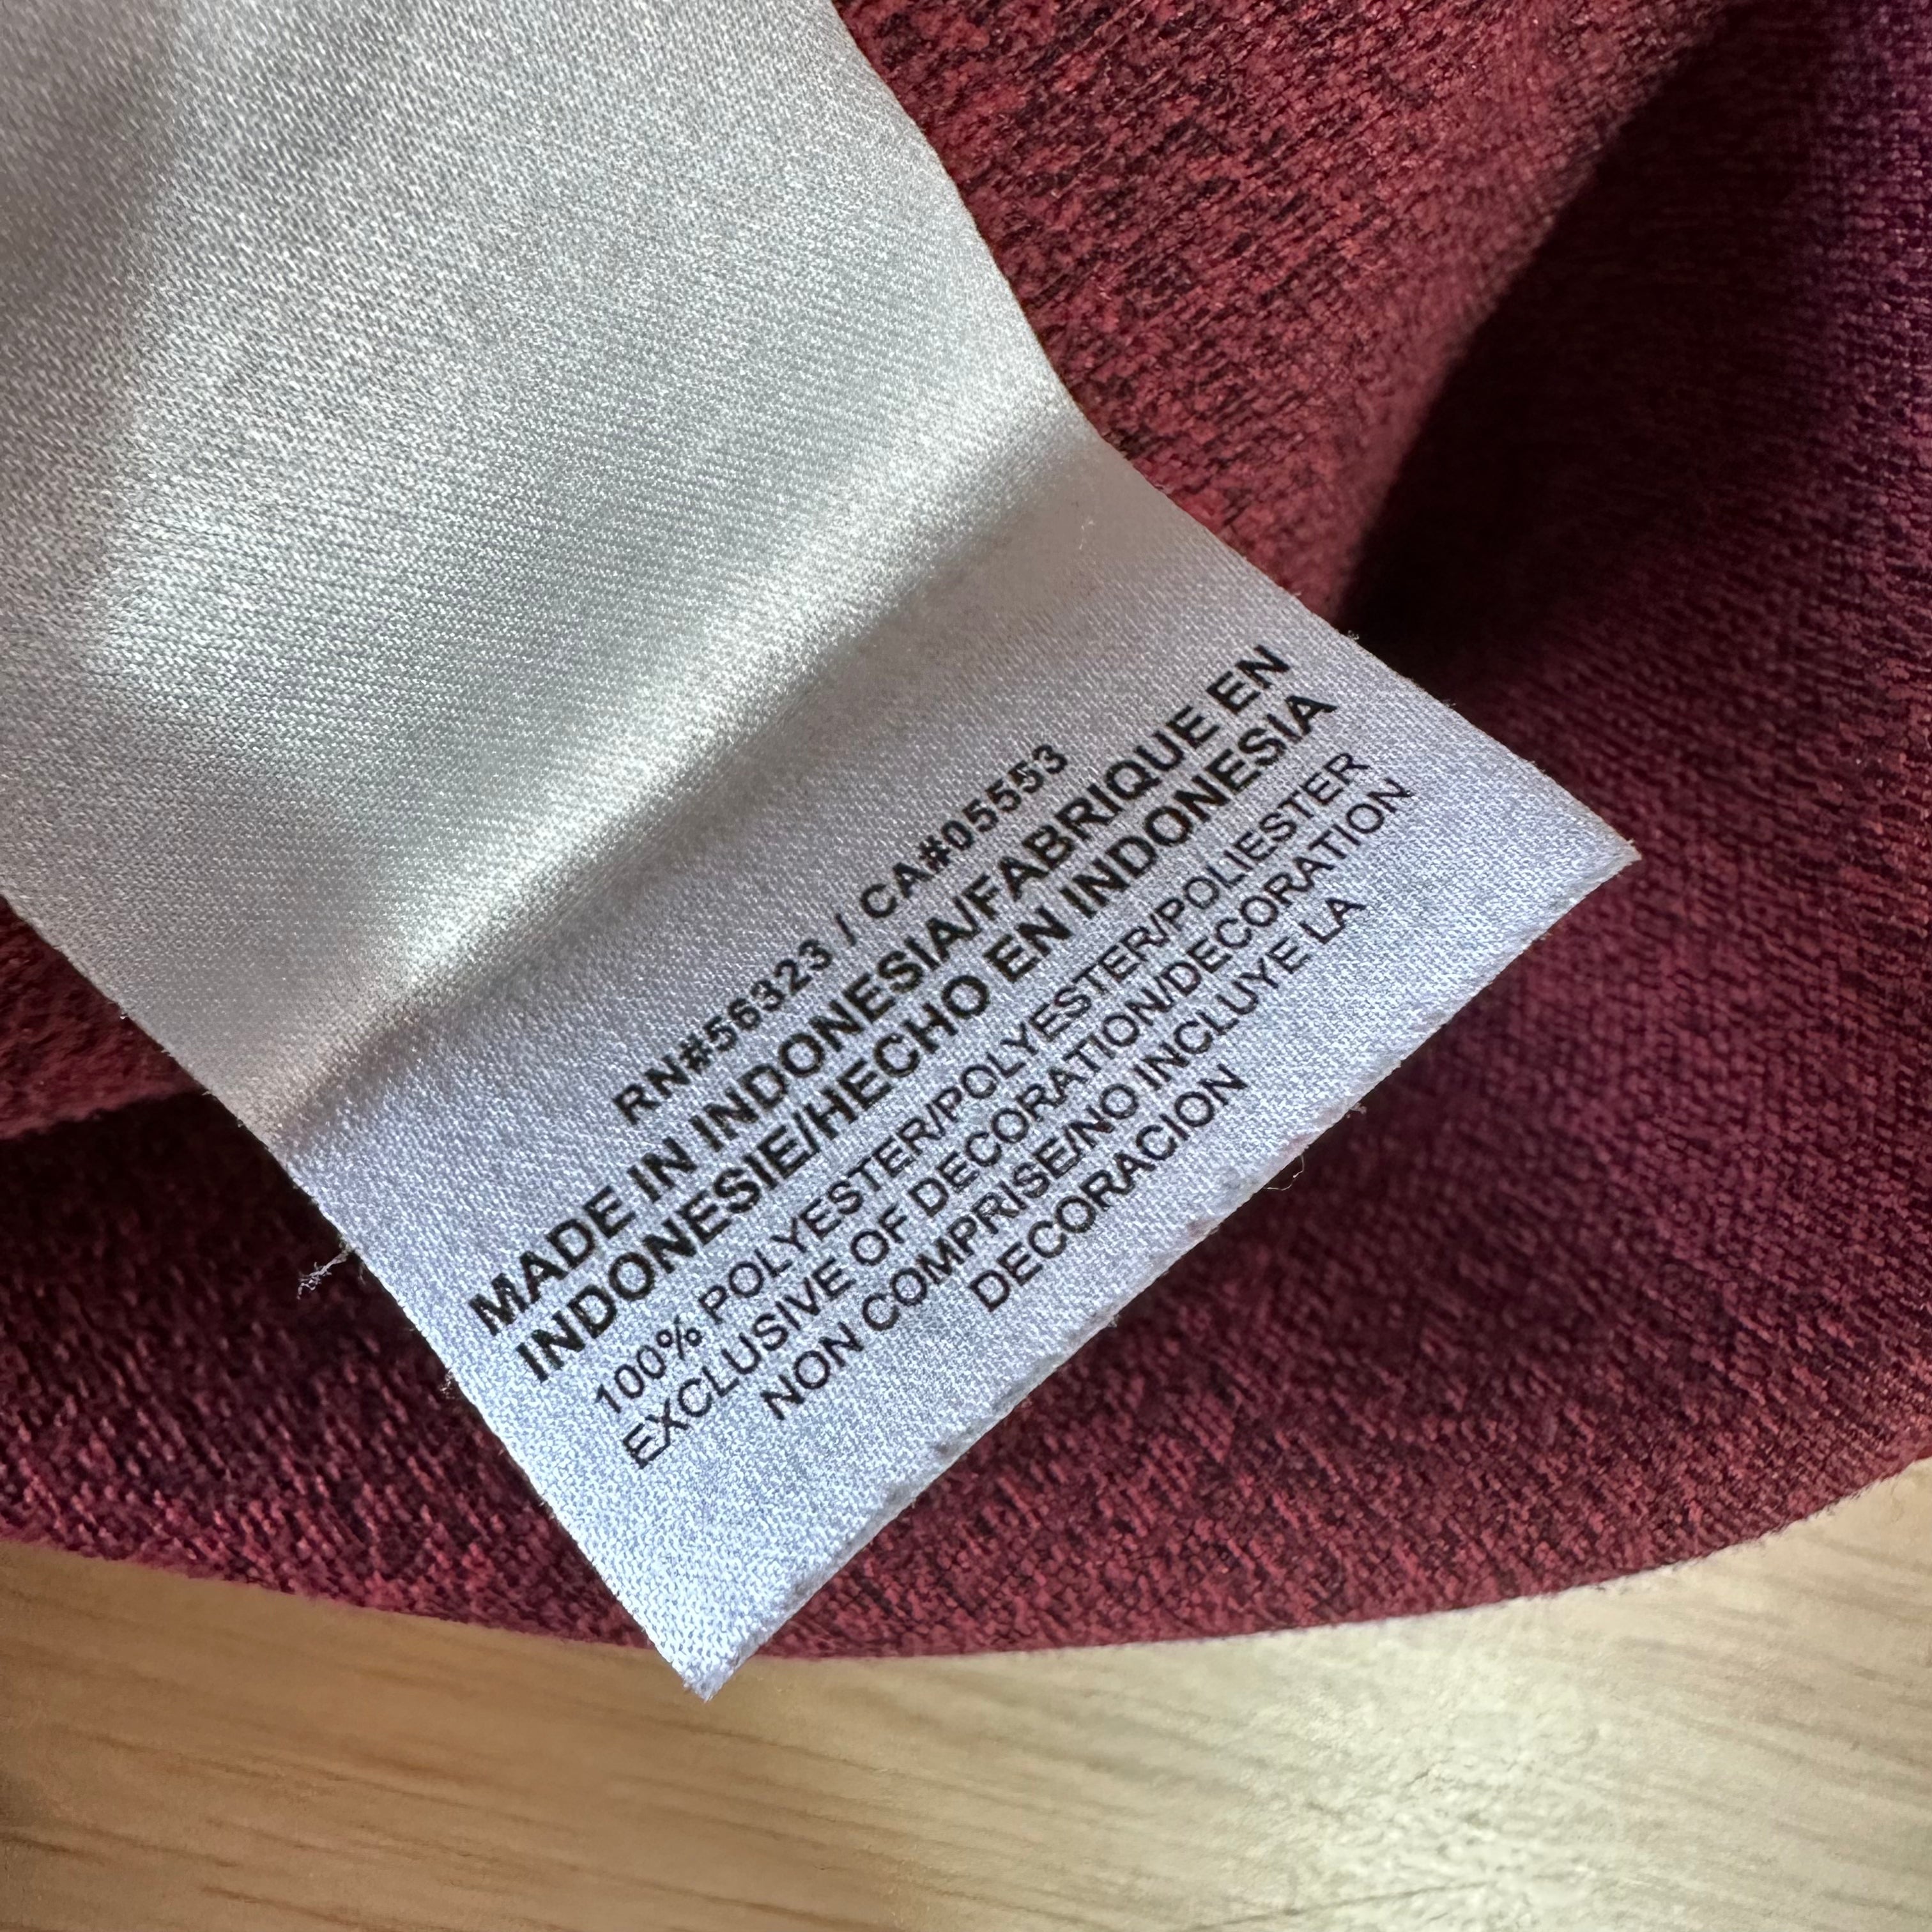 RN#56323 / CA#05553
MADE IN INDONESIA/FABRIQUE EN
INDONESIE/HECHO EN INDONESIA
100% POLYESTER/POLYESTER/POLIESTER
EXCLUSIVE OF DECORATION/DECORATION
NON COMPRISE/NO INCLUYE LA
DECORACION